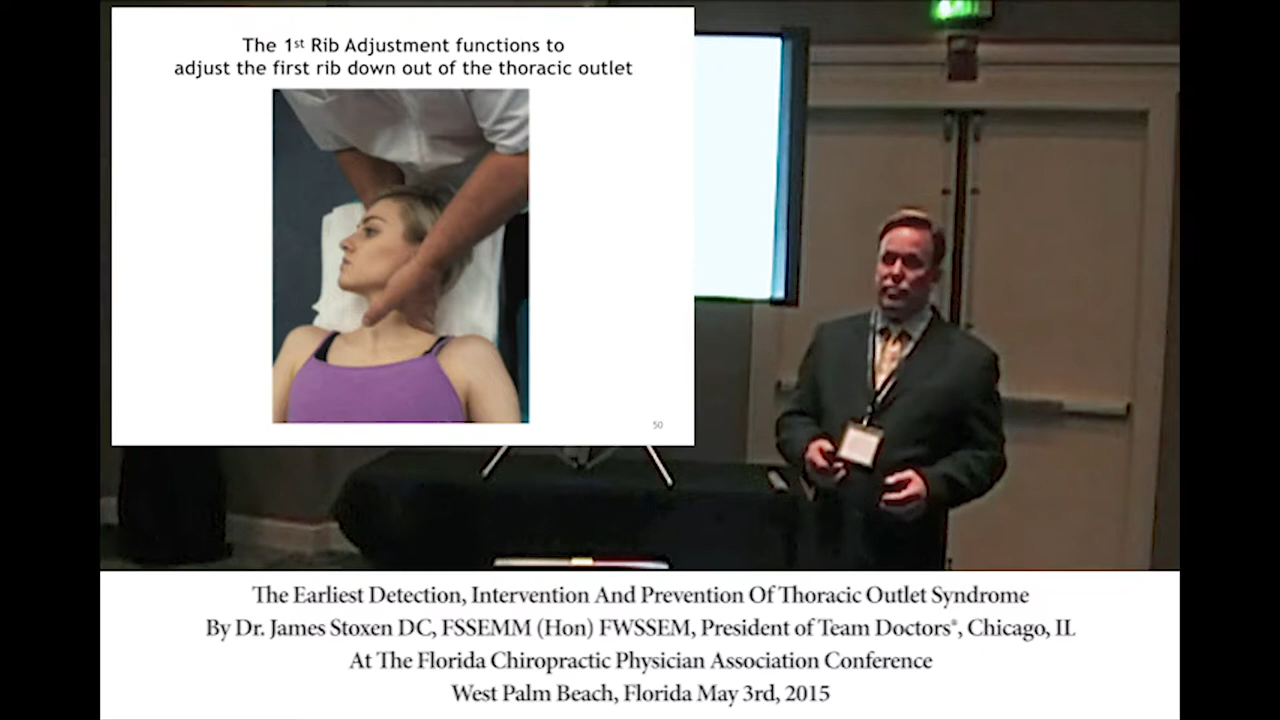 The 1st Rib Adjustment functions to
adjust the first rib down out of the thoracic outlet
50
The Earliest Detection, Intervention And Prevention Of Thoracic Outlet Syndrome
By Dr. James Stoxen DC, FSSEMM (Hon) FWSSEM, President of Team Doctors®, Chicago, IL
At The Florida Chiropractic Physician Association Conference
West Palm Beach, Florida May 3rd, 2015